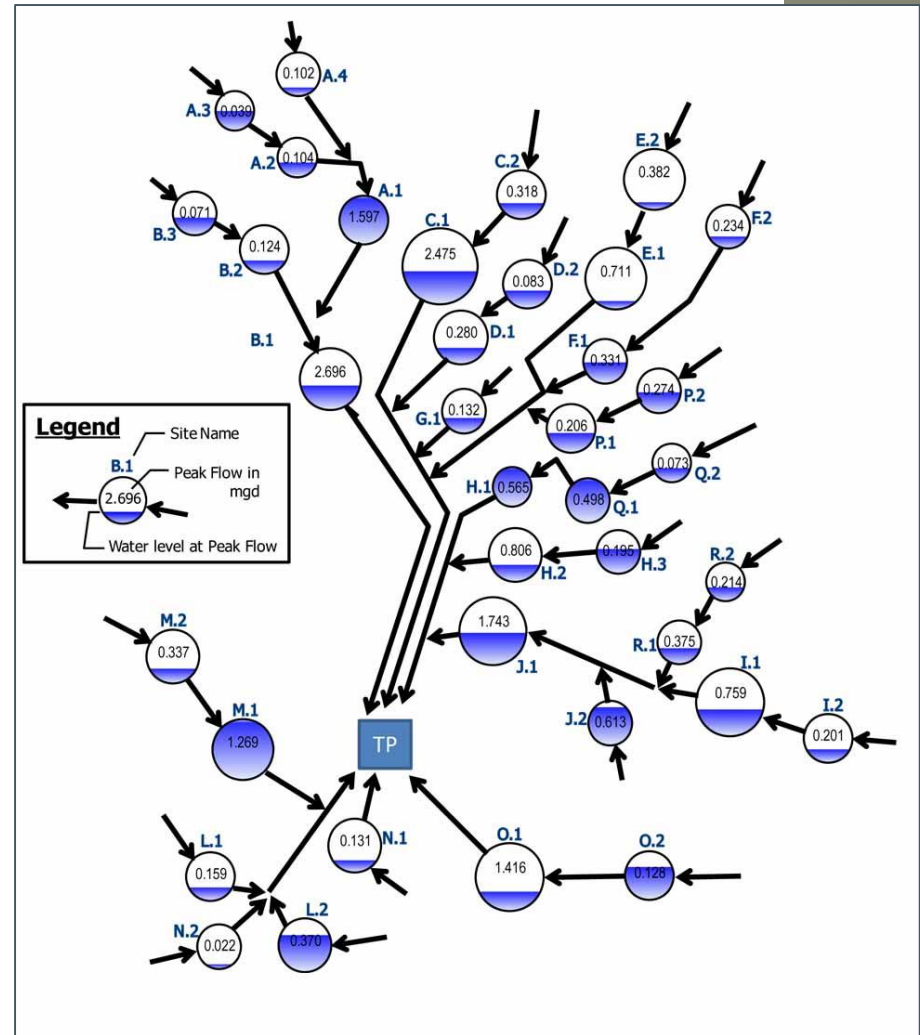 0.102
A.4
A.3
0.039
A.2
0.104
A.1
1.597
B.3
0.071
B.2
0.124
B.1
2.696
C.2
0.318
C.1
2.475
D.2
0.083
D.1
0.280
E.2
0.382
E.1
0.711
F.2
0.234
F.1
0.331
G.1
0.132
P.2
0.274
P.1
0.206
Q.2
0.073
Q.1
0.498
H.1
0.565
H.2
0.806
H.3
0.195
R.2
0.214
R.1
0.375
I.1
0.759
I.2
0.201
J.1
1.743
J.2
0.613
Legend
Site Name
B.1
Peak Flow in
mgd
2.696
Water level at Peak Flow
M.2
0.337
M.1
1.269
TP
L.1
0.159
N.1
0.131
N.2
0.022
L.2
0.370
O.1
1.416
O.2
0.128